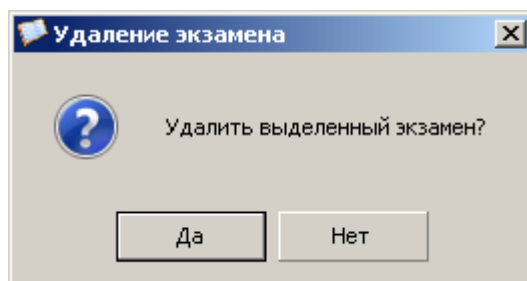 Удаление экзамена
Удалить выделенный экзамен?
Да
Нет